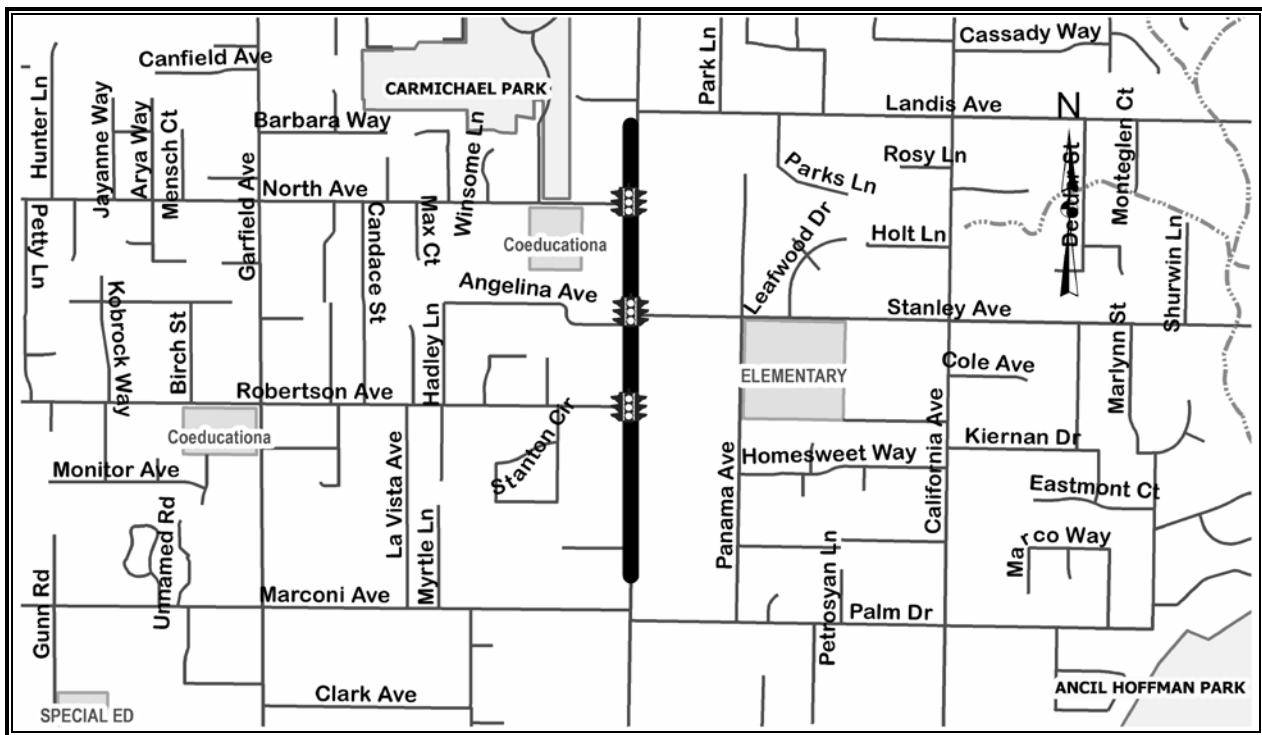 Canfield Ave
Cassady Way
Park Ln
CARMICHAEL PARK
Hunter Ln
Jayanne Way
Arya Way
Mensch Ct
Barbara Way
Landis Ave
N
Monteglen Ct
Winsome Ln
Rosy Ln
Parks Ln
Garfield Ave
North Ave
Petty Ln
Candace St
Max Ct
Coeducationa
Leafwood Dr
Holt Ln
Shurwin Ln
Angelina Ave
Stanley Ave
Kobrock Way
Birch St
Hadley Ln
Marlynn St
Cole Ave
ELEMENTARY
Robertson Ave
California Ave
Stanton Cir
Coeducationa
Kiernan Dr
Homesweet Way
Monitor Ave
La Vista Ave
Panama Ave
Eastmont Ct
Unnamed Rd
Myrtle Ln
Marco Way
Gunn Rd
Marconi Ave
Petrosyan Ln
Palm Dr
Clark Ave
ANCIL HOFFMAN PARK
SPECIAL ED